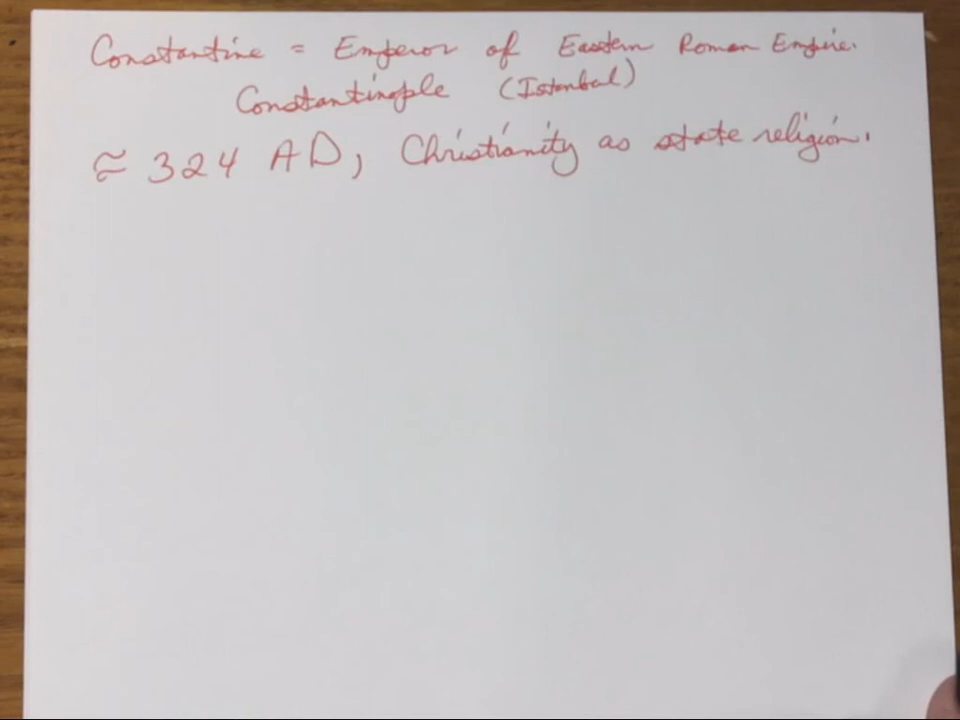 Constantine = Emperor of Eastern Roman Empire.
Constantinople (Istanbul)
≈ 324 AD, Christianity as state religion.